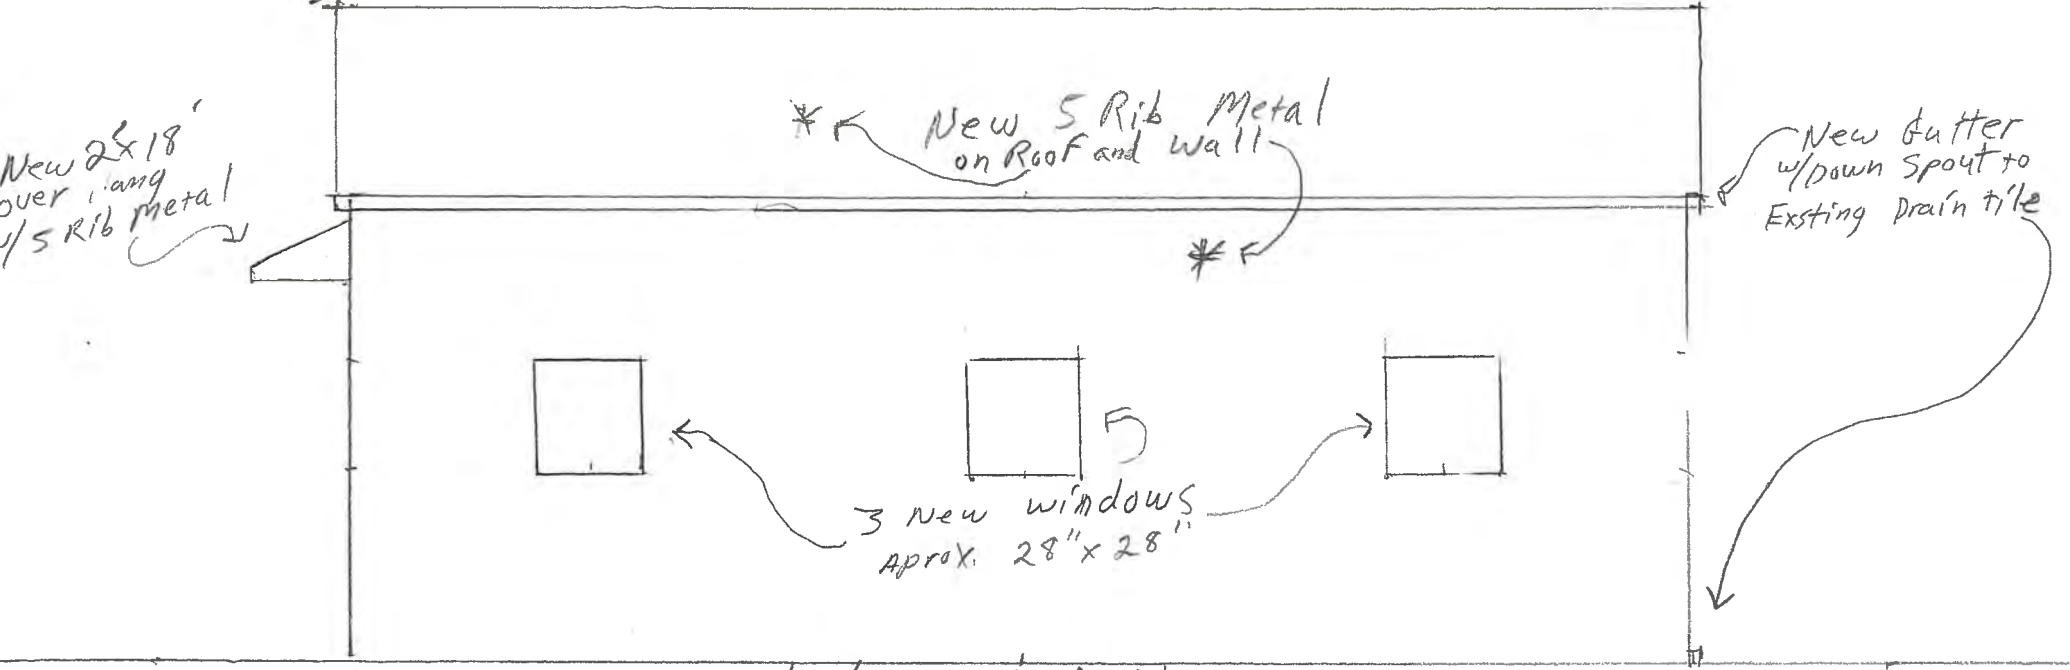 New 2'x18'
over hang
w/ 5 Rib Metal
New 5 Rib Metal
on Roof and Wall
New Gutter
w/Down Spout to
Exsting Drain tile
3 New windows
Aprox. 28"x28"